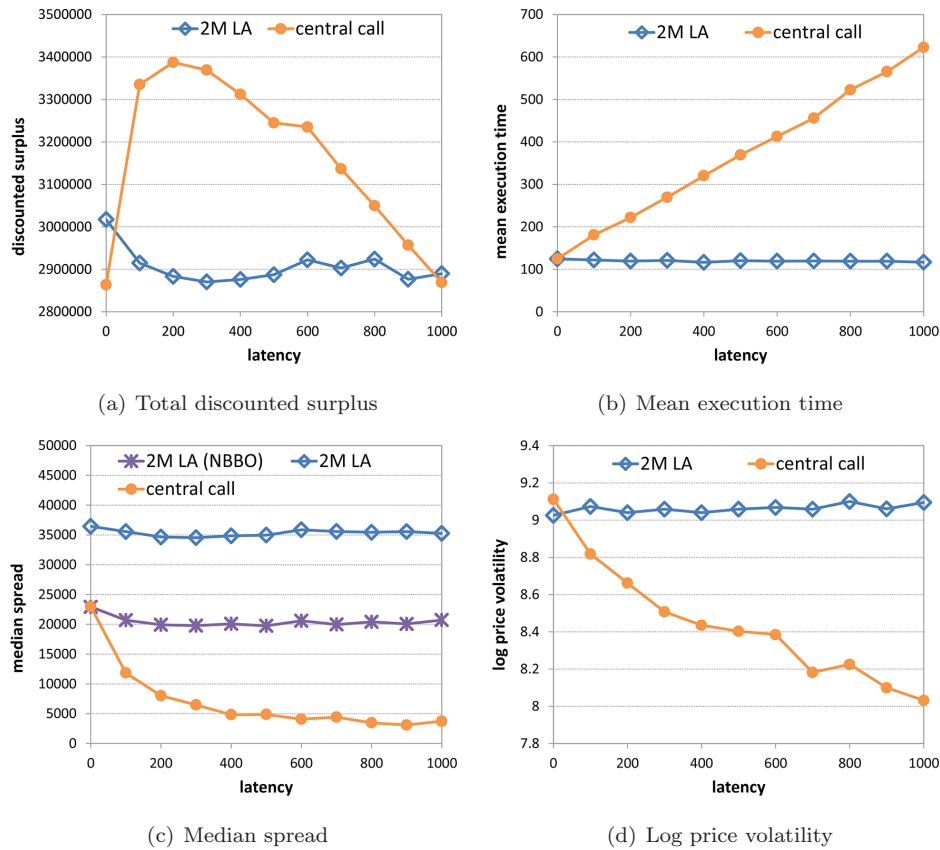 2M LA central call
3500000
3400000
3300000
3200000
3100000
3000000
2900000
2800000
discounted surplus
0 200 400 600 800 1000
latency
(a) Total discounted surplus
2M LA central call
700
600
500
400
300
200
100
0
mean execution time
0 200 400 600 800 1000
latency
(b) Mean execution time
2M LA (NBBO) 2M LA
central call
50000
45000
40000
35000
30000
25000
20000
15000
10000
5000
0
median spread
0 200 400 600 800 1000
latency
(c) Median spread
2M LA central call
9.4
9.2
9
8.8
8.6
8.4
8.2
8
7.8
log price volatility
0 200 400 600 800 1000
latency
(d) Log price volatility